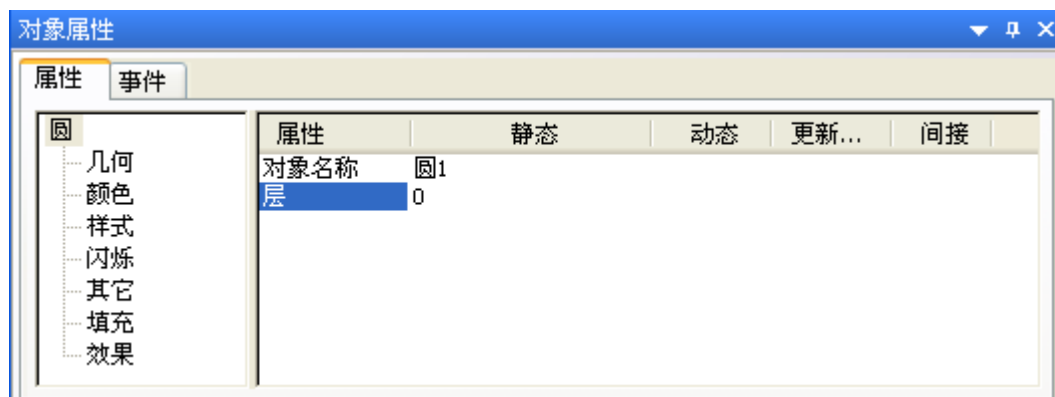 对象属性
属性 事件
圆
几何
颜色
样式
闪烁
其它
填充
效果
属性 静态 动态 更新... 间接
对象名称 圆1
层 0